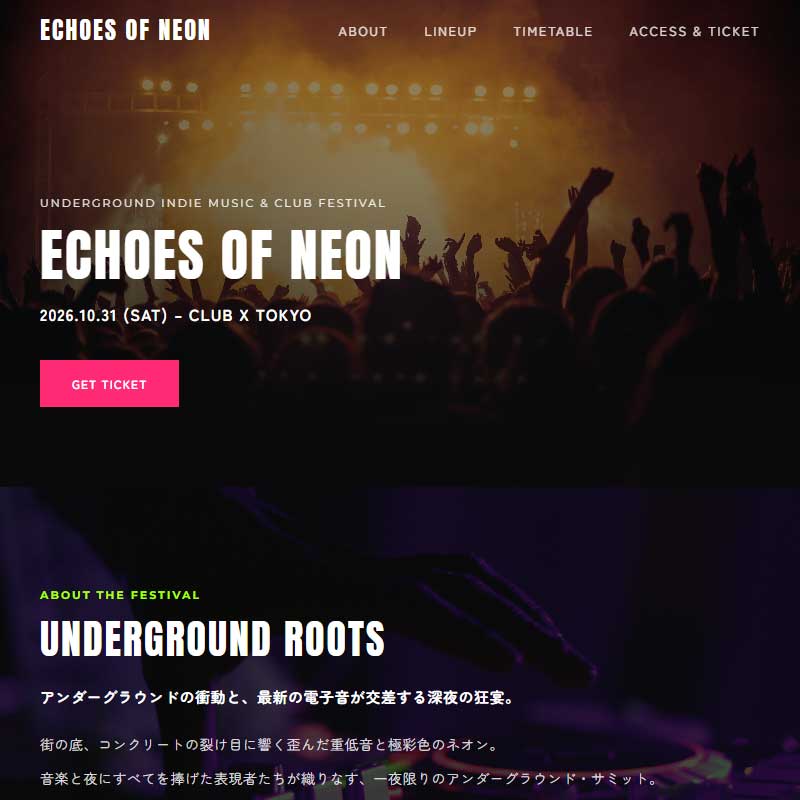 ECHOES OF NEON
ABOUT LINEUP TIMETABLE ACCESS & TICKET
UNDERGROUND INDIE MUSIC & CLUB FESTIVAL
ECHOES OF NEON
2026.10.31 (SAT) – CLUB X TOKYO
GET TICKET
ABOUT THE FESTIVAL
UNDERGROUND ROOTS
アンダーグラウンドの衝動と、最新の電子音が交差する深夜の狂宴。
街の底、コンクリートの裂け目に響く歪んだ重低音と極彩色のネオン。
音楽と夜にすべてを捧げた表現者たちが織りなす、一夜限りのアンダーグラウンド・サミット。